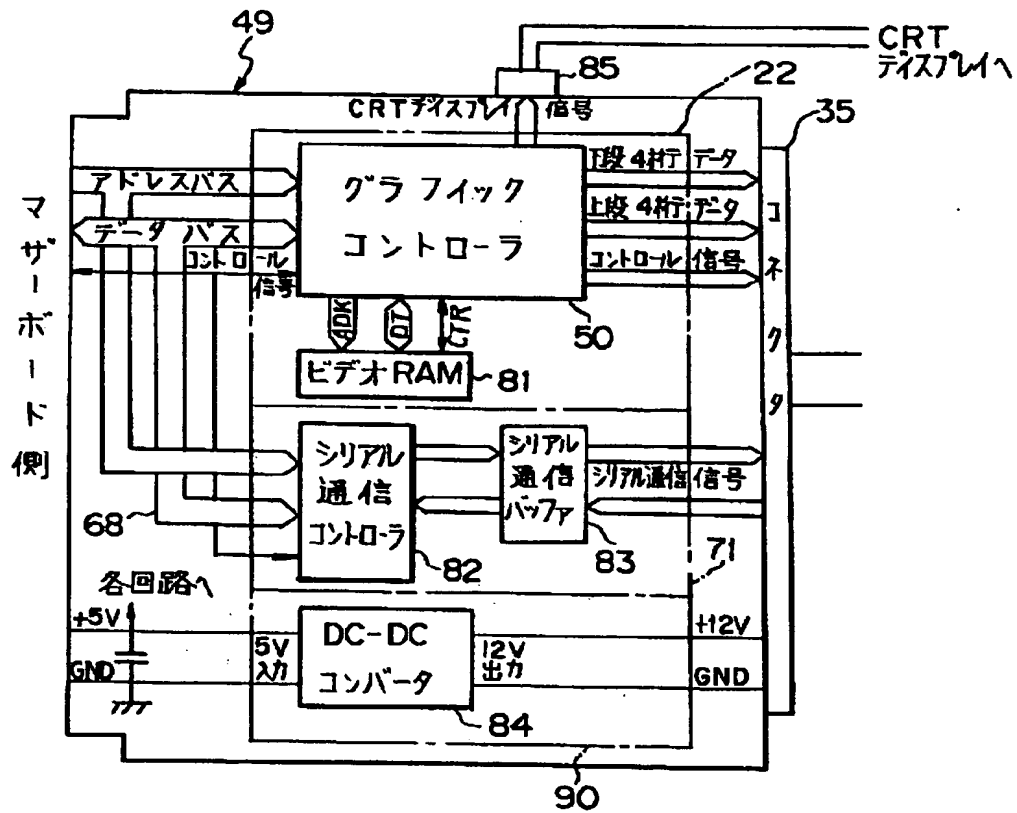 49
CRT
ディスプレイへ
85
22
CRTディスプレイ信号
35
マザーボード側
アドレスバス
データバス
コントロール
信号
グラフイック
コントローラ
下段4桁データ
上段4桁データ
コントロール信号
コネクタ
50
ADR
DT
CTR
ビデオRAM
81
シリアル
通信
コントローラ
82
シリアル
通信
バッファ
83
シリアル通信信号
68
71
各回路へ
+5V
GND
5V
入力
DC-DC
コンバータ
84
12V
出力
+12V
GND
90